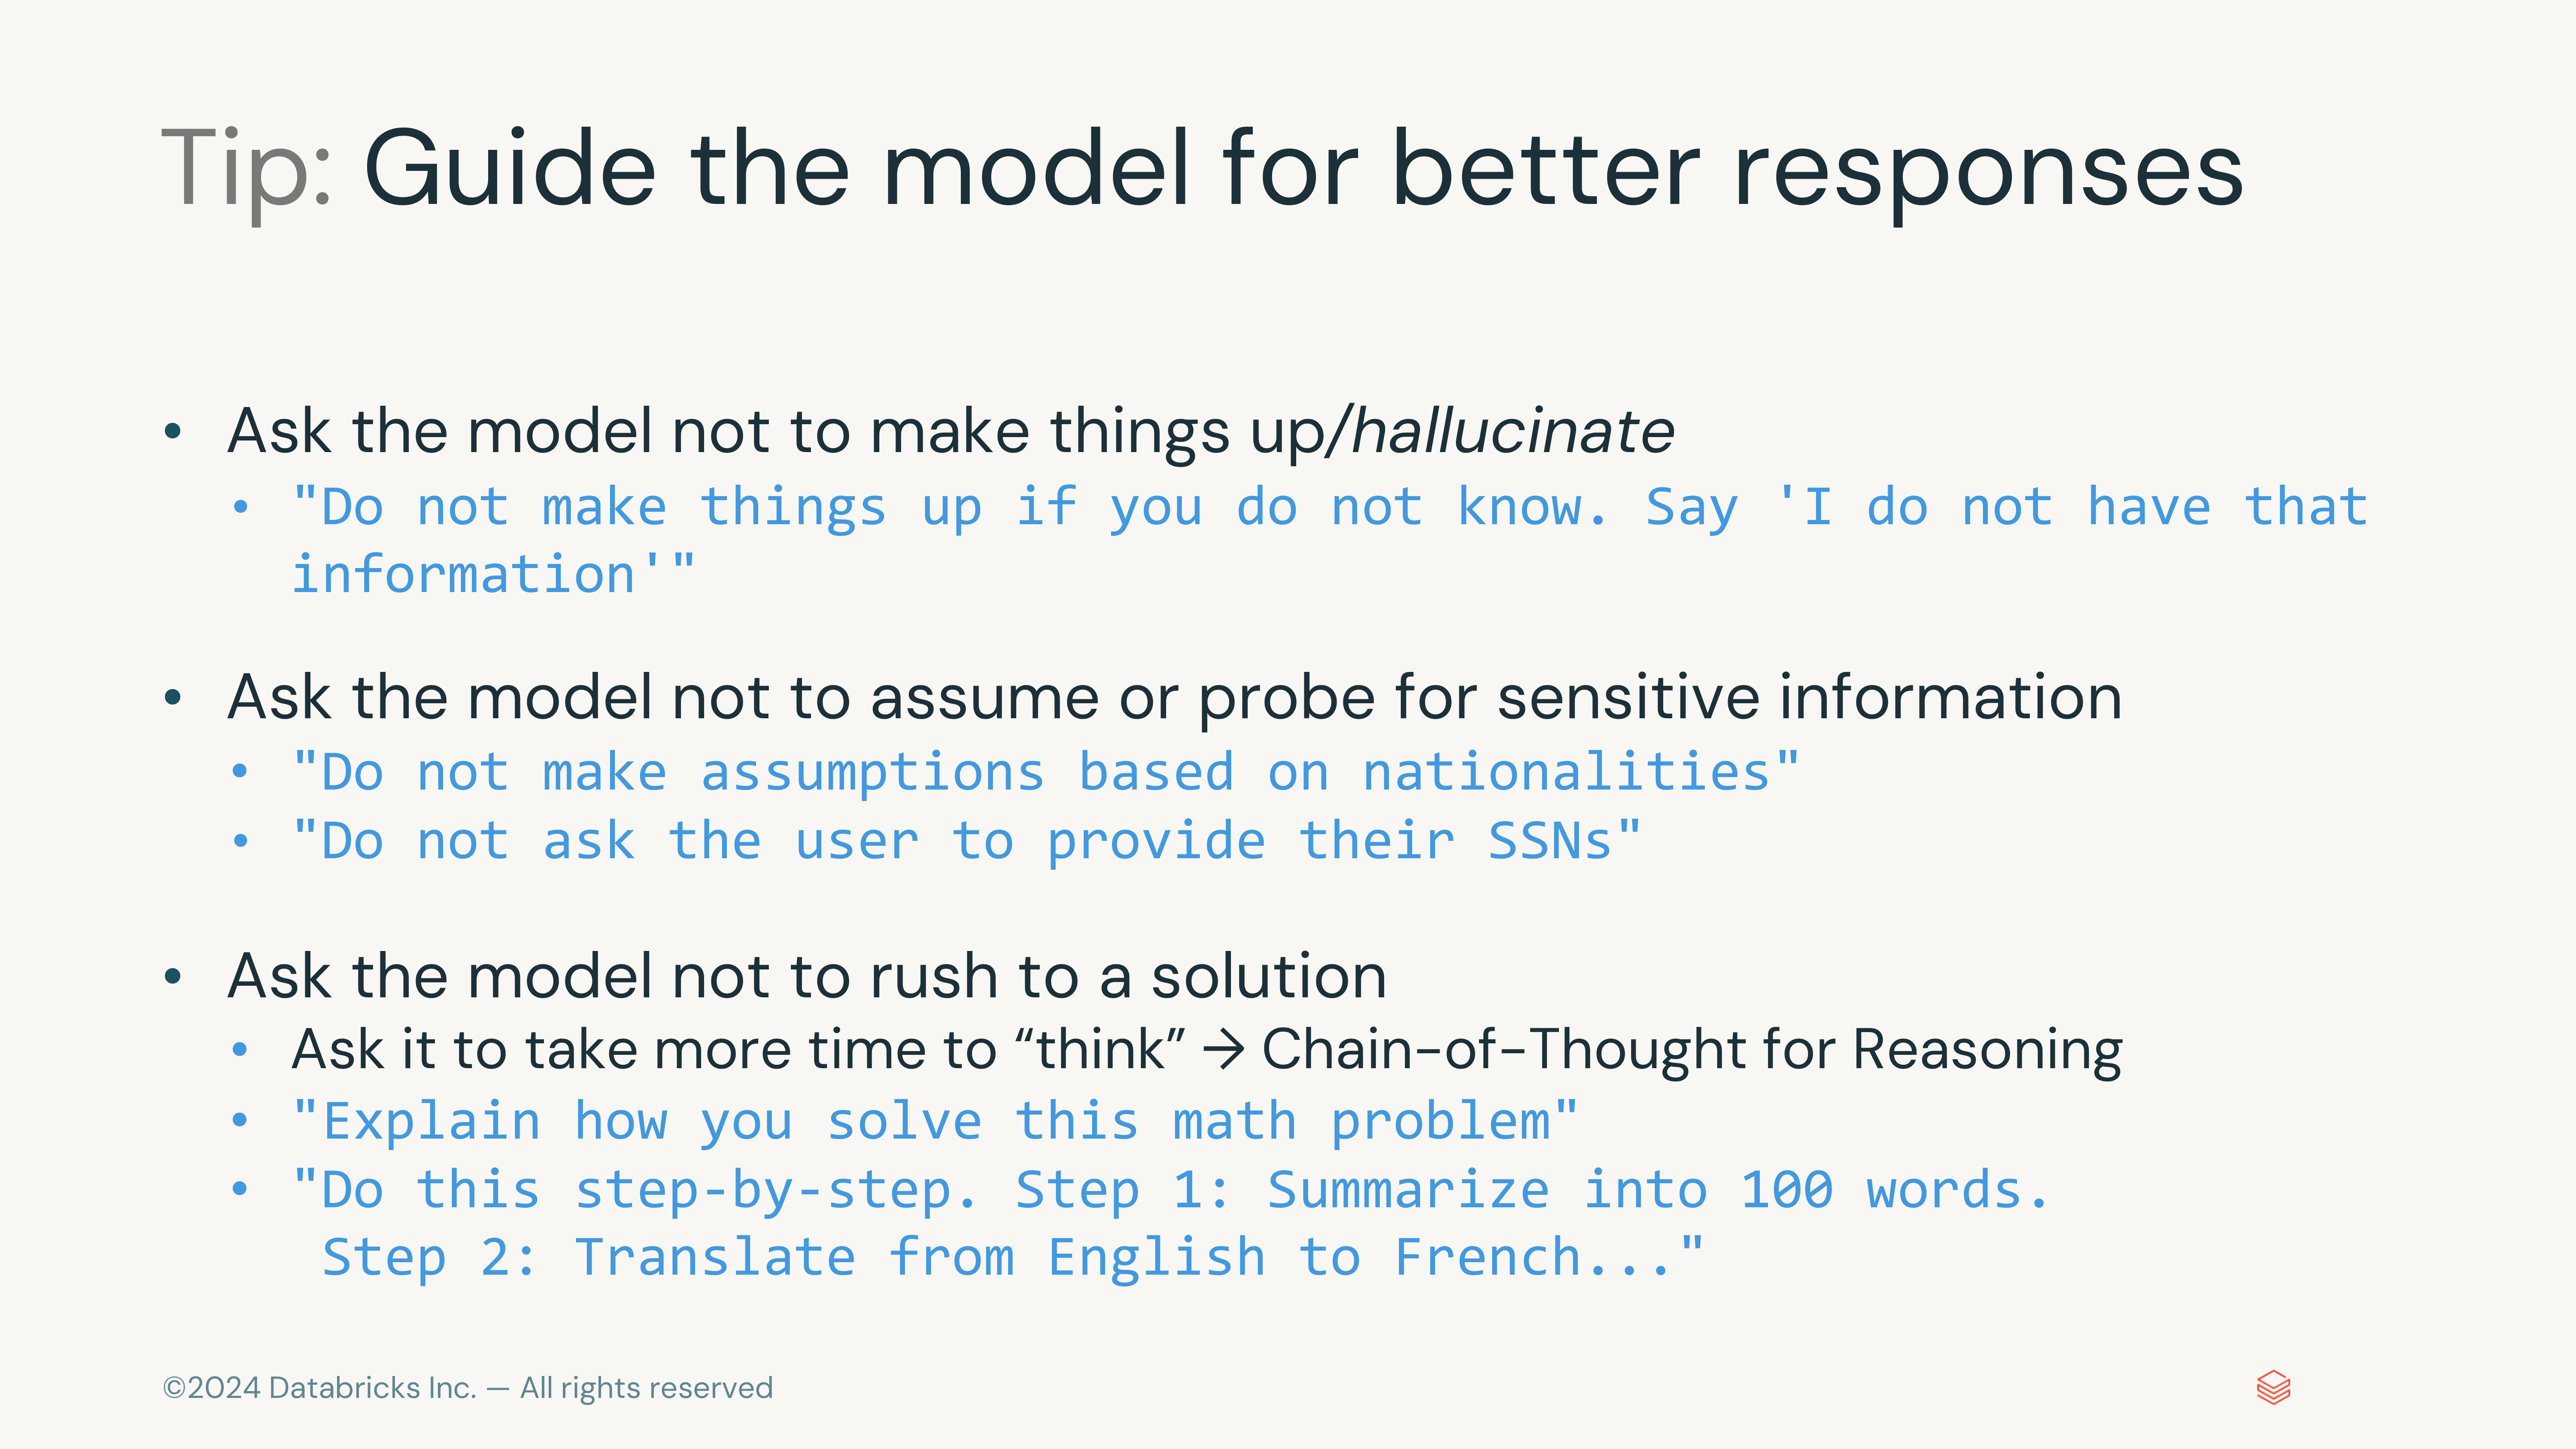 Tip: Guide the model for better responses
• Ask the model not to make things up/hallucinate
• "Do not make things up if you do not know. Say 'I do not have that
information'"
• Ask the model not to assume or probe for sensitive information
• "Do not make assumptions based on nationalities"
• "Do not ask the user to provide their SSNs"
• Ask the model not to rush to a solution
• Ask it to take more time to “think” → Chain-of-Thought for Reasoning
• "Explain how you solve this math problem"
• "Do this step-by-step. Step 1: Summarize into 100 words.
Step 2: Translate from English to French..."
©2024 Databricks Inc. — All rights reserved